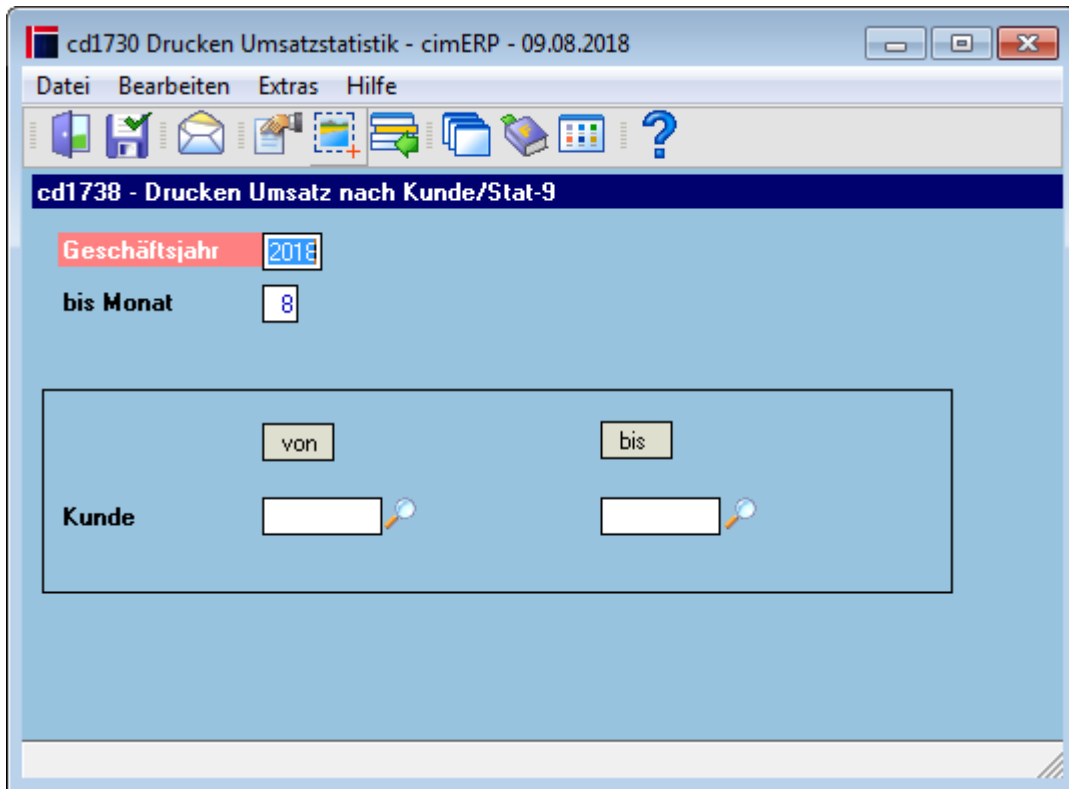 cd1730 Drucken Umsatzstatistik - cimERP - 09.08.2018
Datei Bearbeiten Extras Hilfe
cd1738 - Drucken Umsatz nach Kunde/Stat-9
Geschäftsjahr 2018
bis Monat 8
von bis
Kunde